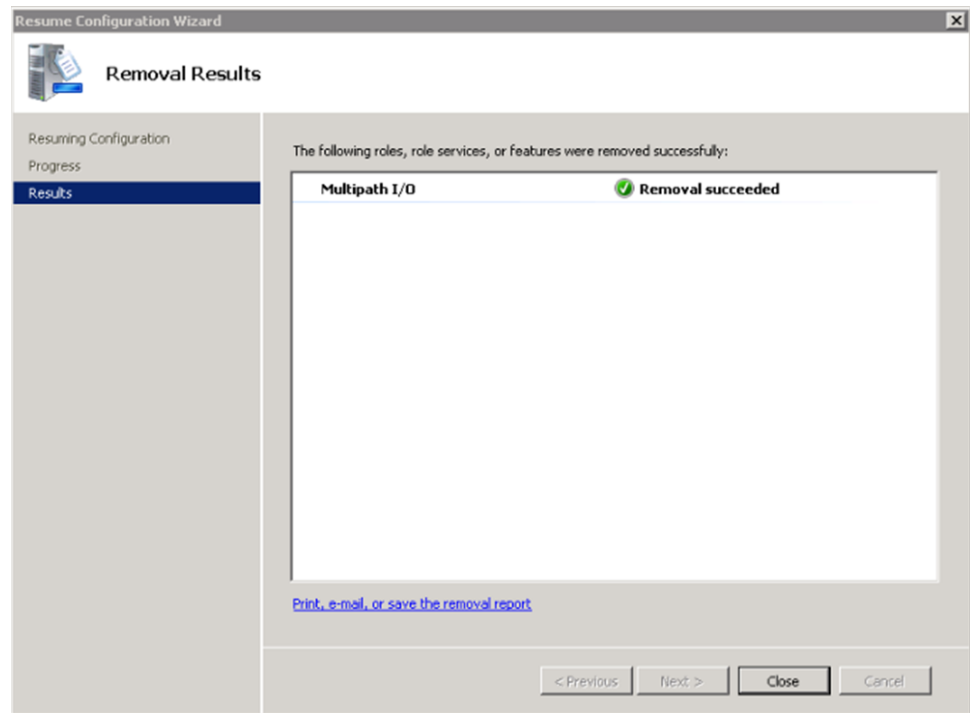 Resume Configuration Wizard
Removal Results
Resuming Configuration
Progress
Results
The following roles, role services, or features were removed successfully:
Multipath I/O Removal succeeded
Print, e-mail, or save the removal report
< Previous Next > Close Cancel